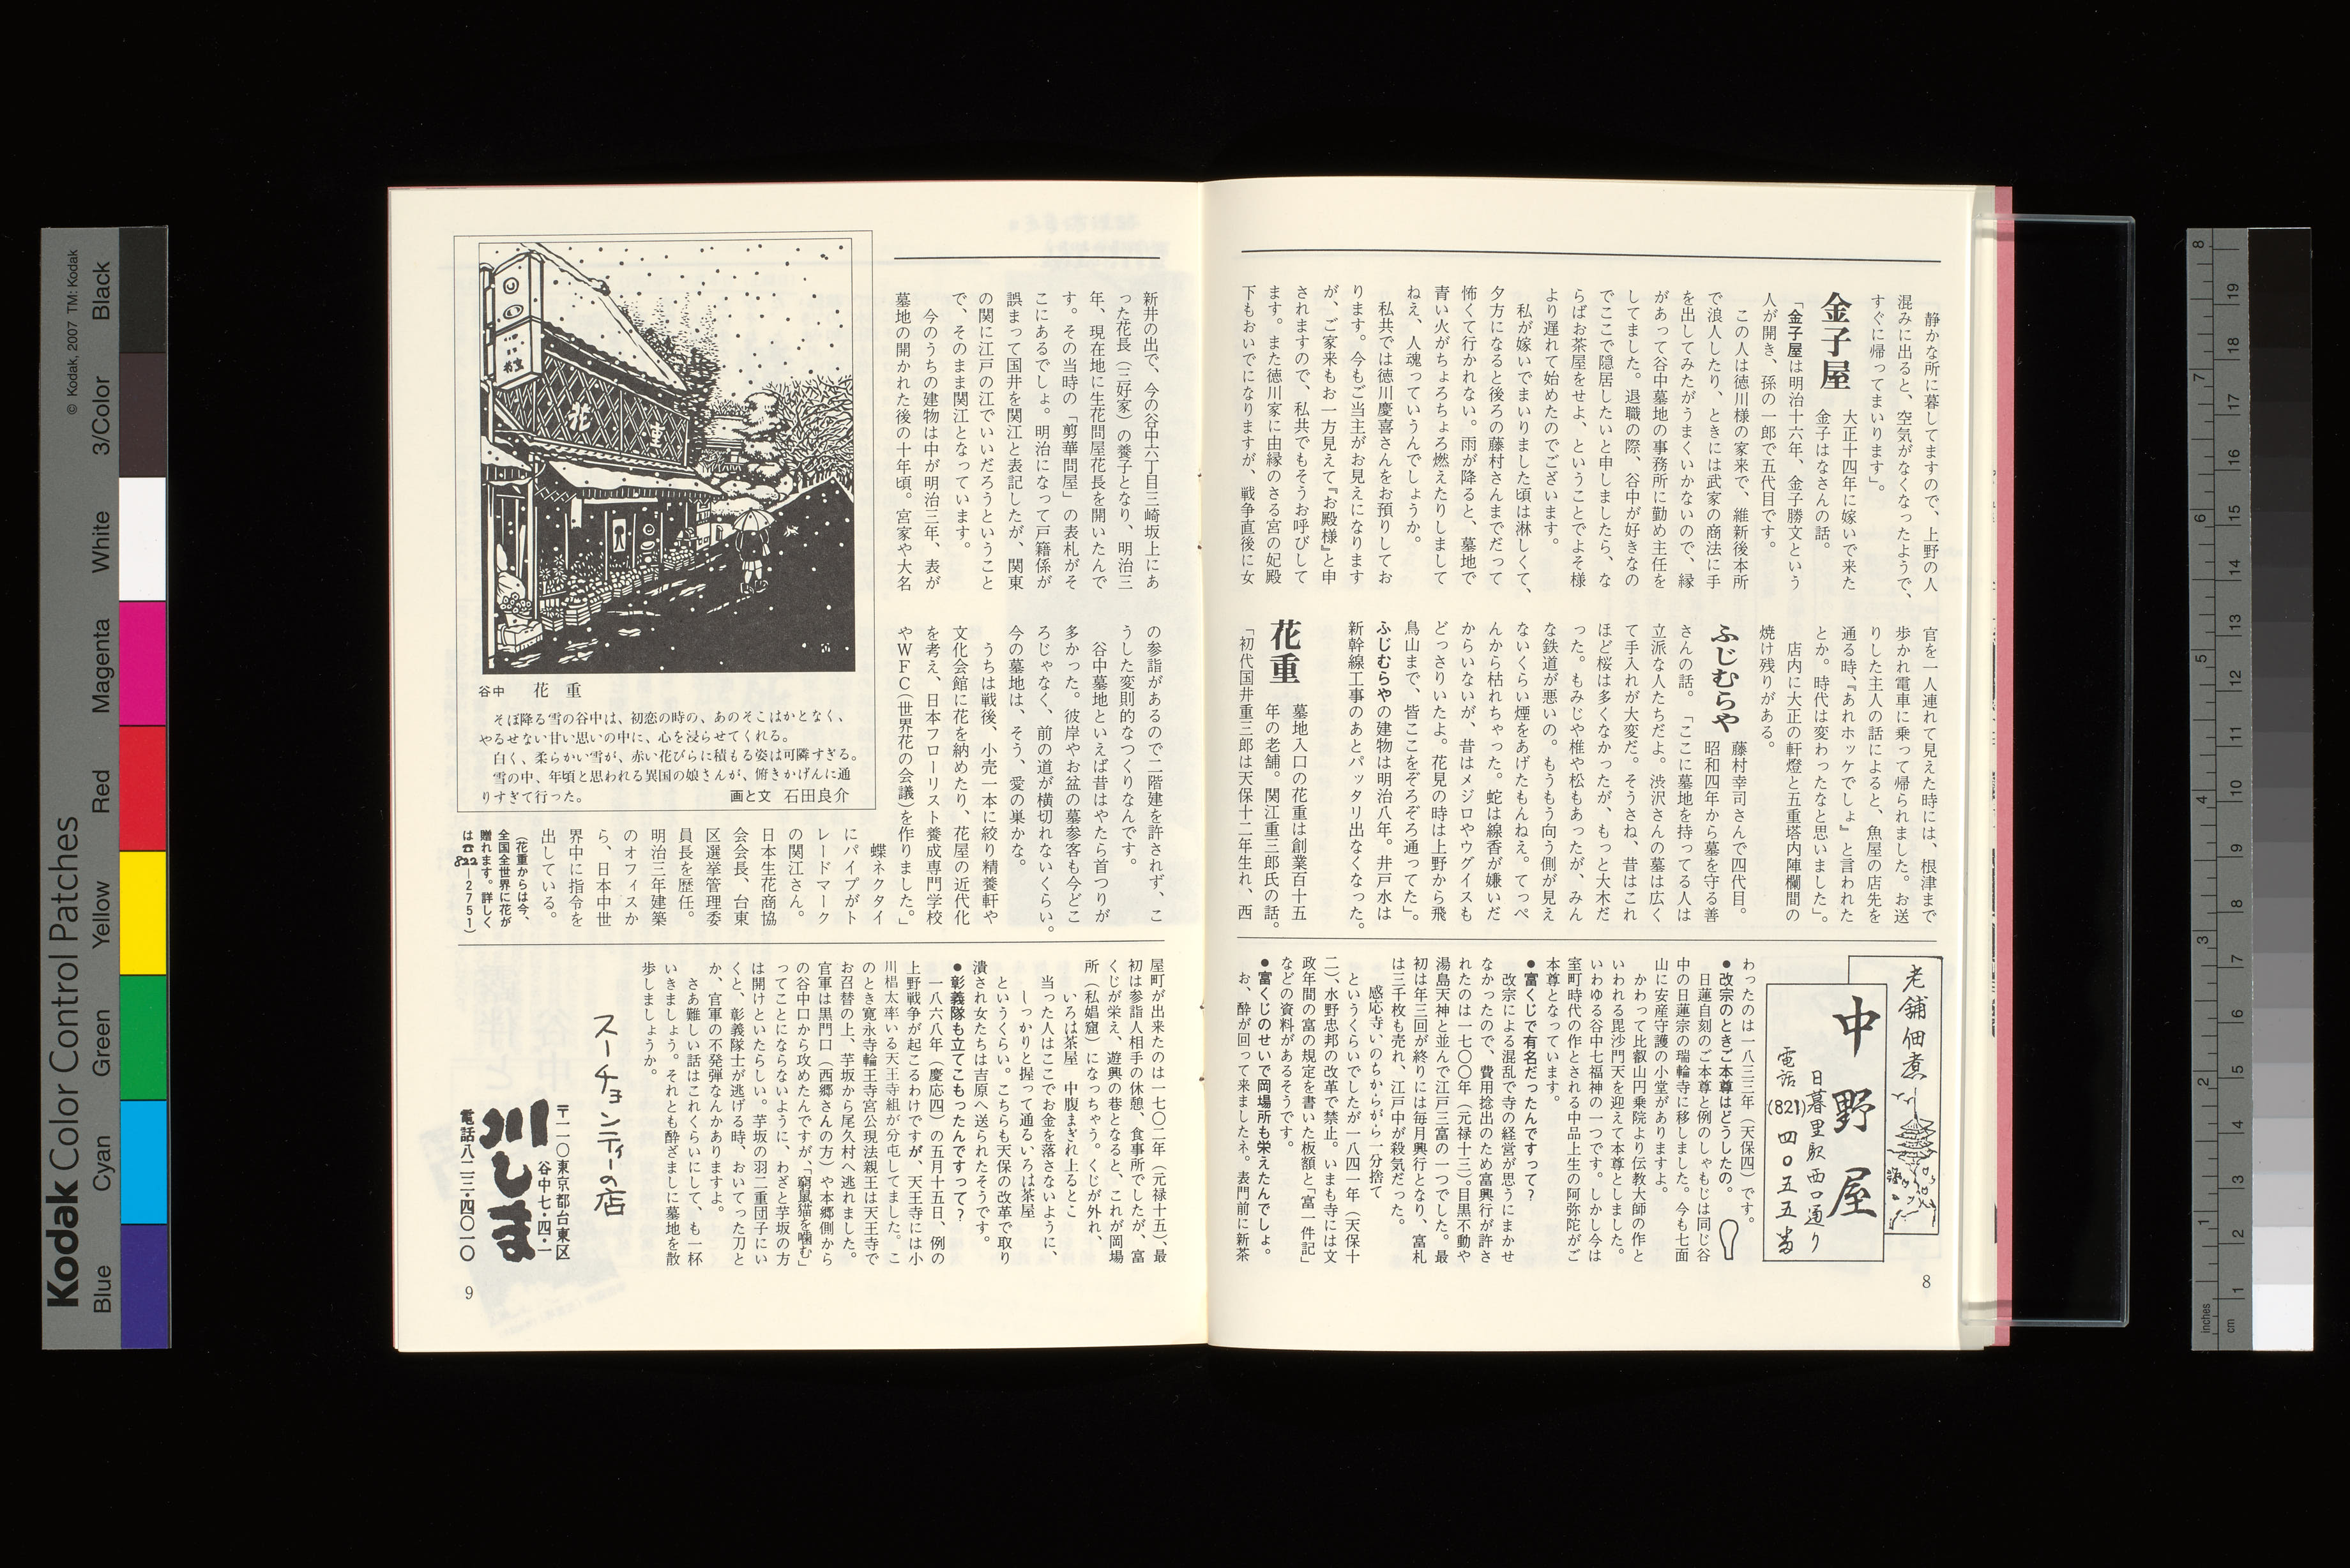 静かな所に暮してますので、上野の人
混みに出ると、空気がなくなったようで、
すぐに帰ってまいります」。
金子屋
大正十四年に嫁いで来た
金子はなさんの話。
「金子屋は明治十六年、金子勝文という
人が開き、孫の一郎で五代目です。
この人は徳川様の家来で、維新後本所
で浪人したり、ときには武家の商法に手
を出してみたがうまくいかないので、縁
があって谷中墓地の事務所に勤め主任を
してました。退職の際、谷中が好きなの
でここで隠居したいと申しましたら、な
らばお茶屋をせよ、ということでよそ様
より遅れて始めたのでございます。
私が嫁いでまいりました頃は淋しくて、
夕方になると後ろの藤村さんまでだって
怖くて行かれない。雨が降ると、墓地で
青い火がちょろちょろ燃えたりしまして
ねえ、人魂っていうんでしょうか。
私共では徳川慶喜さんをお預りしてお
ります。今もご当主がお見えになります
が、ご家来もお一方見えて『お殿様』と申
されますので、私共でもそうお呼びして
ます。また徳川家に由縁のさる宮の妃殿
下もおいでになりますが、戦争直後に女
官を一人連れて見えた時には、根津まで
歩かれ電車に乗って帰られました。お送
りした主人の話によると、魚屋の店先を
通る時、『あれホッケでしょ』と言われた
とか。時代は変わったなと思いました」。
店内に大正の軒燈と五重塔内陣欄間の
焼け残りがある。
ふじむらや
藤村幸司さんで四代目。
昭和四年から墓を守る善
さんの話。「ここに墓地を持ってる人は
立派な人たちだよ。渋沢さんの墓は広く
て手入れが大変だ。そうさね、昔はこれ
ほど桜は多くなかったが、もっと大木だ
った。もみじや椎や松もあったが、みん
な鉄道が悪いの。もうもう向う側が見え
ないくらい煙をあげたもんねえ。てっぺ
んから枯れちゃった。蛇は線香が嫌いだ
からいないが、昔はメジロやウグイスも
どっさりいたよ。花見の時は上野から飛
鳥山まで、皆ここをぞろぞろ通ってた」。
ふじむらやの建物は明治八年。井戸水は
新幹線工事のあとパッタリ出なくなった。
花重
墓地入口の花重は創業百十五
年の老舗。関江重三郎氏の話。
「初代国井重三郎は天保十二年生れ、西
老舗佃煮
中野屋
日暮里駅西口通り
電話(821)四〇五五番
わったのは一八三三年（天保四）です。
●改宗のときご本尊はどうしたの。
日蓮自刻のご本尊と例のしゃもじは同じ谷
中の日蓮宗の瑞輪寺に移しました。今も七面
山に安産守護の小堂がありますよ。
かわって比叡山円乗院より伝教大師の作と
いわれる毘沙門天を迎えて本尊としました。
いわゆる谷中七福神の一つです。しかし今は
室町時代の作とされる中品上生の阿弥陀がご
本尊となっています。
●富くじで有名だったんですって？
改宗による混乱で寺の経営が思うにまかせ
なかったので、費用捻出のため富興行が許さ
れたのは一七〇〇年（元禄十三）。目黒不動や
湯島天神と並んで江戸三富の一つでした。最
初は年三回が終りには毎月興行となり、富札
は三千枚も売れ、江戸中が殺気だった。
感応寺いのちからがら一分捨て
というくらいでしたが一八四一年（天保十
二）、水野忠邦の改革で禁止。いまも寺には文
政年間の富の規定を書いた板額と「富一件記」
などの資料があるそうです。
●富くじのせいで岡場所も栄えたんでしょ。
お、酔が回って来ましたネ。表門前に新茶
8
新井の出で、今の谷中六丁目三崎坂上にあ
った花長（三好家）の養子となり、明治三
年、現在地に生花問屋花長を開いたんで
す。その当時の「剪華問屋」の表札がそ
こにあるでしょ。明治になって戸籍係が
誤まって国井を関江と表記したが、関東
の関に江戸の江でいいだろうということ
で、そのまま関江となっています。
今のうちの建物は中が明治三年、表が
墓地の開かれた後の十年頃。宮家や大名
の参詣があるので二階建を許されず、こ
うした変則的なつくりなんです。
谷中墓地といえば昔はやたら首つりが
多かった。彼岸やお盆の墓参客も今どこ
ろじゃなく、前の道が横切れないくらい。
今の墓地は、そう、愛の巣かな。
うちは戦後、小売一本に絞り精養軒や
文化会館に花を納めたり、花屋の近代化
を考え、日本フローリスト養成専門学校
やWFC（世界花の会議）を作りました。」
蝶ネクタイ
にパイプがト
レードマーク
の関江さん。
日本生花商協
会会長、台東
区選挙管理委
員長を歴任。
明治三年建築
のオフィスか
ら、日本中世
界中に指令を
出している。
（花重からは今、
全国全世界に花が
贈れます。詳しく
は☎822―2751）
花重
谷中 花重
そぼ降る雪の谷中は、初恋の時の、あのそこはかとなく、
やるせない甘い思いの中に、心を浸らせてくれる。
白く、柔らかい雪が、赤い花びらに積もる姿は可隣すぎる。
雪の中、年頃と思われる異国の娘さんが、俯きかげんに通
りすぎて行った。
画と文 石田良介
屋町が出来たのは一七〇二年（元禄十五）、最
初は参詣人相手の休憩、食事所でしたが、富
くじが栄え、遊興の巷となると、これが岡場
所（私娼窟）になっちゃう。くじが外れ、
いろは茶屋 中腹まぎれ上るとこ
当った人はここでお金を落さないように、
しっかりと握って通るいろは茶屋
というくらい。こちらも天保の改革で取り
潰され女たちは吉原へ送られたそうです。
●彰義隊も立てこもったんですって？
一八六八年（慶応四）の五月十五日、例の
上野戦争が起こるわけですが、天王寺には小
川椙太率いる天王寺組が分屯してました。こ
のとき寛永寺輪王寺宮公現法親王は天王寺で
お召替の上、芋坂から尾久村へ逃れました。
官軍は黒門口（西郷さんの方）や本郷側から
の谷中口から攻めたんですが、「窮鼠猫を噛む」
ってことにならないように、わざと芋坂の方
は開けといたらしい。芋坂の羽二重団子にい
くと、彰義隊士が逃げる時、おいてった刀と
か、官軍の不発弾なんかありますよ。
さあ難しい話はこれくらいにして、も一杯
いきましょう。それとも酔ざましに墓地を散
歩しましょうか。
スーチョンティーの店
〒一一〇東京都台東区
谷中七・四・一
川しま
電話八二三・四〇一〇
9
Kodak Color Control Patches
© Kodak, 2007 TM: Kodak
Blue
Cyan
Green
Yellow
Red
Magenta
White
3/Color
Black
inches
cm
1 2 3 4 5 6 7 8
1 2 3 4 5 6 7 8 9 10 11 12 13 14 15 16 17 18 19